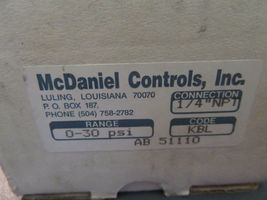 McDaniel Controls, Inc.
LULING, LOUISIANA 70070
P. O. BOX 187,
PHONE (504) 758-2782
CONNECTION
1/4"NPT
RANGE
0-30 psi
CODE
KBL
AB 51110